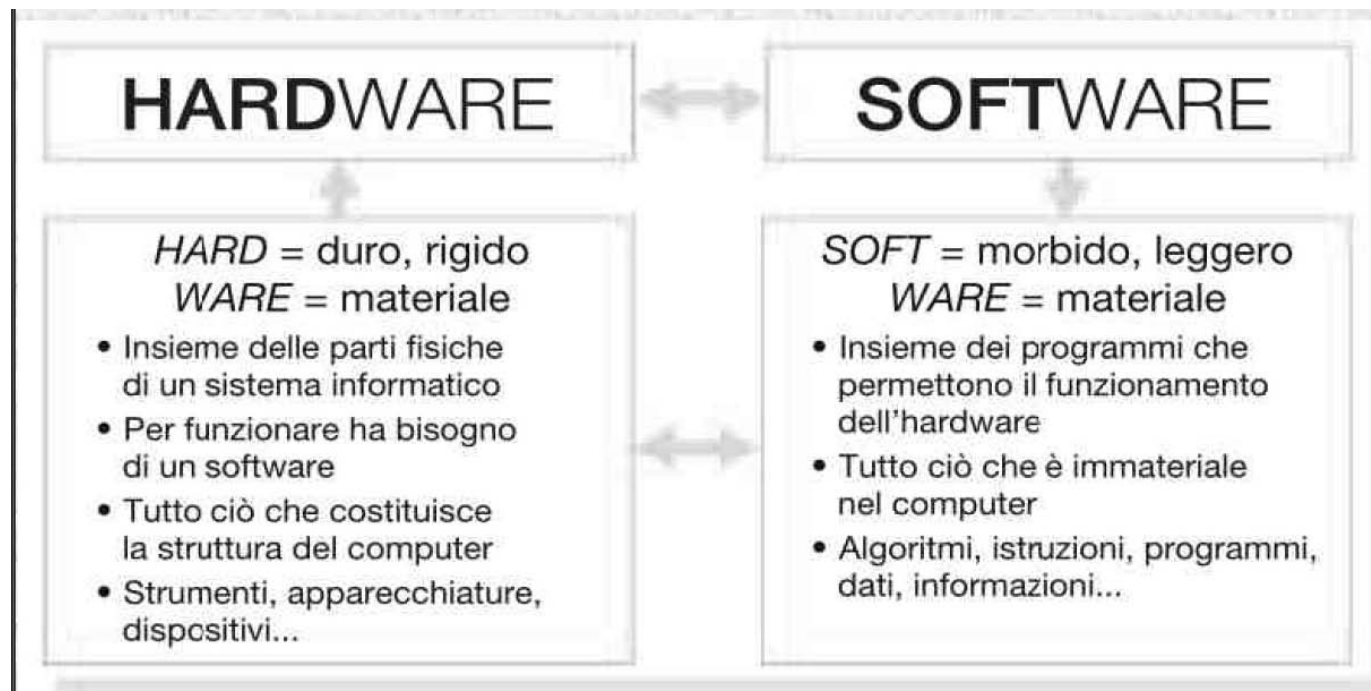 HARDWARE
SOFTWARE
HARD = duro, rigido
WARE = materiale
• Insieme delle parti fisiche
di un sistema informatico
• Per funzionare ha bisogno
di un software
• Tutto ciò che costituisce
la struttura del computer
• Strumenti, apparecchiature,
dispositivi...
SOFT = morbido, leggero
WARE = materiale
• Insieme dei programmi che
permettono il funzionamento
dell'hardware
• Tutto ciò che è immateriale
nel computer
• Algoritmi, istruzioni, programmi,
dati, informazioni...